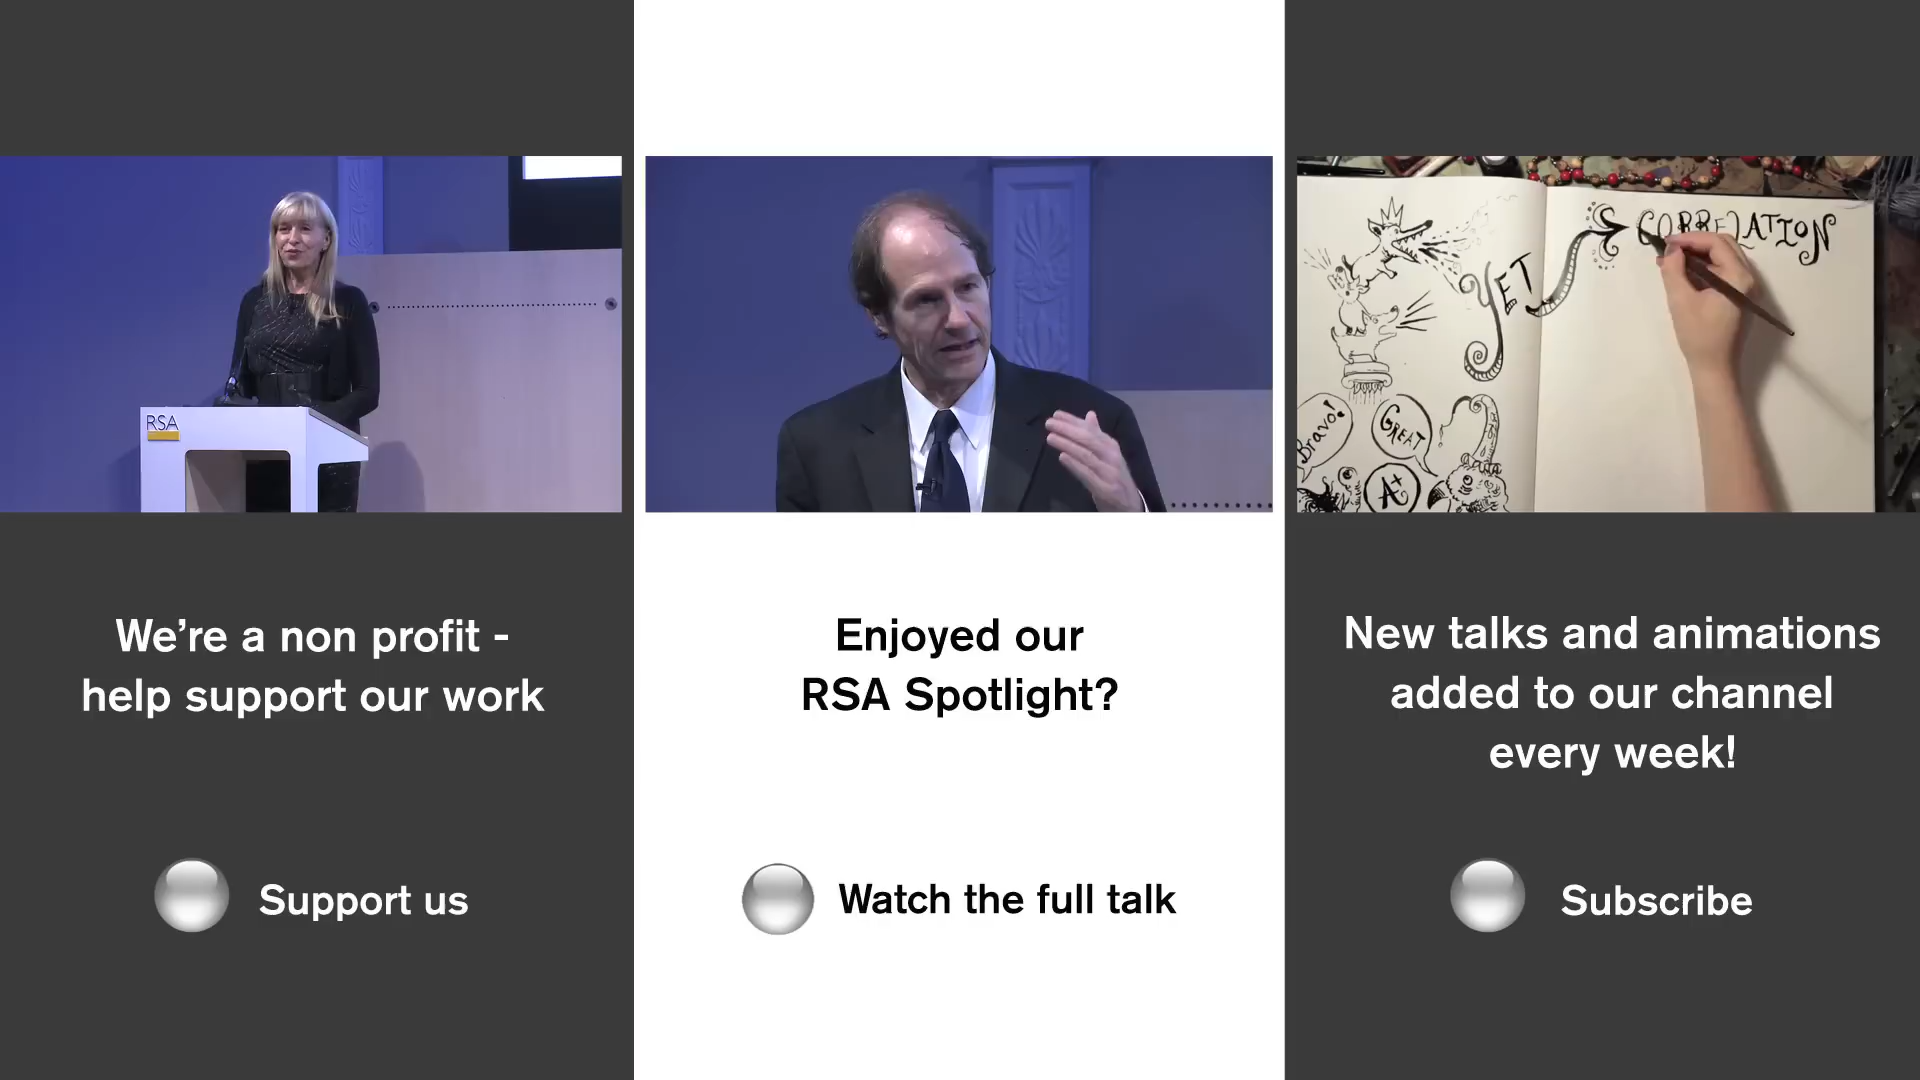 RSA
We're a non profit -
help support our work
Support us
Enjoyed our
RSA Spotlight?
Watch the full talk
YET
CORRELATION
Bravo!
GREAT
A+
New talks and animations
added to our channel
every week!
Subscribe